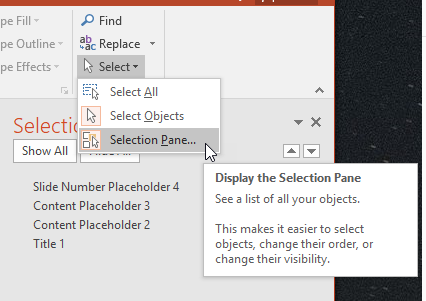 pe Fill
Find
pe Outline
Replace
pe Effects
Select
Select All
Select Objects
Selection Pane...
Selectio
Show All
Display the Selection Pane
See a list of all your objects.
This makes it easier to select
objects, change their order, or
change their visibility.
Slide Number Placeholder 4
Content Placeholder 3
Content Placeholder 2
Title 1